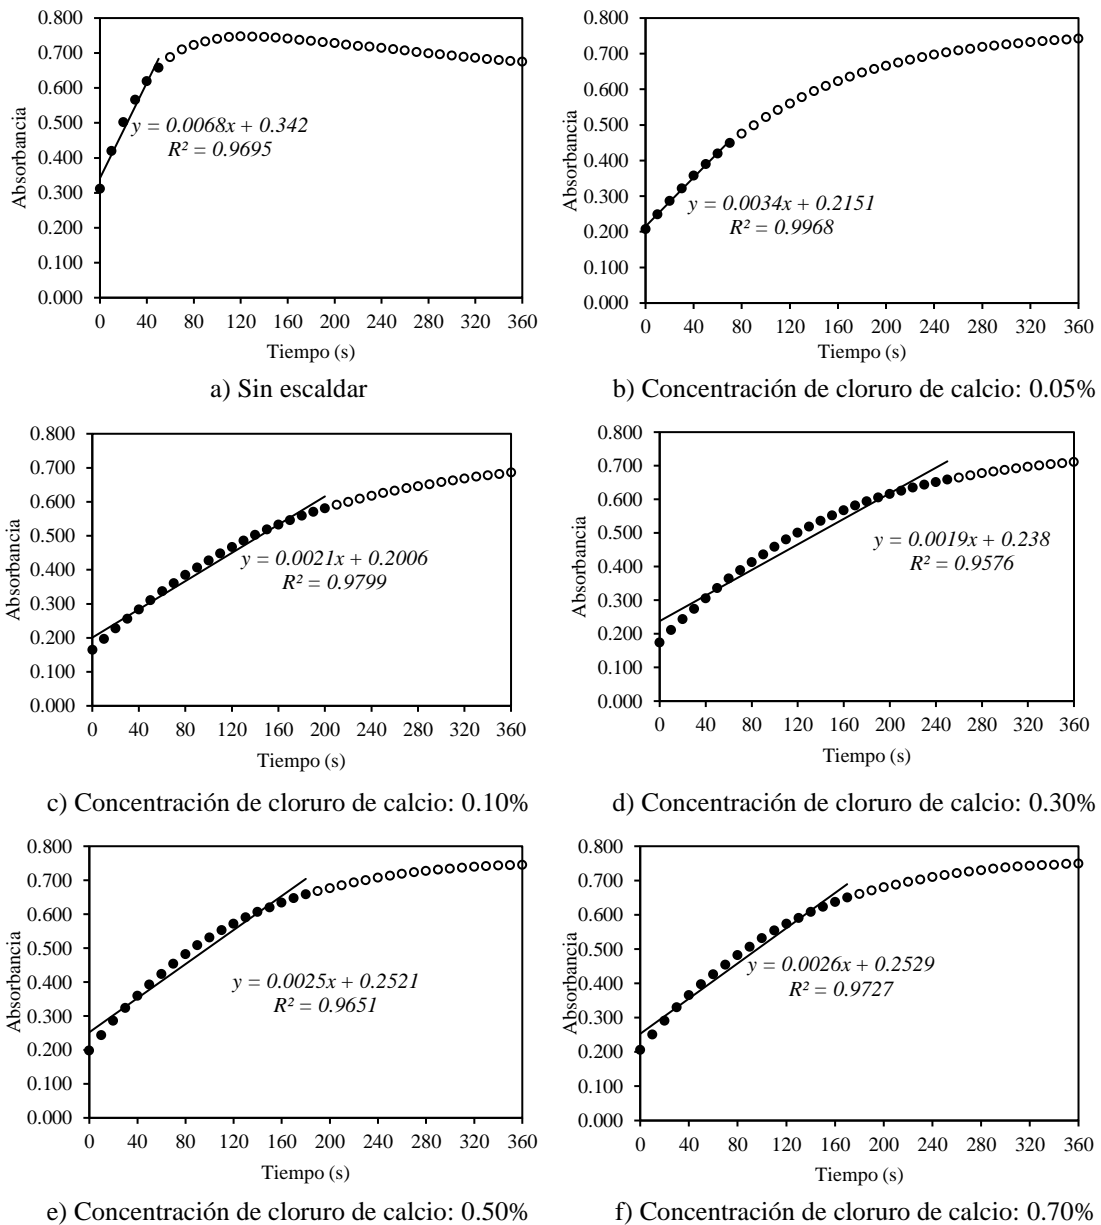 0.800
0.700
0.600
0.500
0.400
0.300
0.200
0.100
0.000
Absorbancia
y = 0.0068x + 0.342
R² = 0.9695
0 40 80 120 160 200 240 280 320 360
Tiempo (s)
a) Sin escaldar
0.800
0.700
0.600
0.500
0.400
0.300
0.200
0.100
0.000
Absorbancia
y = 0.0034x + 0.2151
R² = 0.9968
0 40 80 120 160 200 240 280 320 360
Tiempo (s)
b) Concentración de cloruro de calcio: 0.05%
0.800
0.700
0.600
0.500
0.400
0.300
0.200
0.100
0.000
Absorbancia
y = 0.0021x + 0.2006
R² = 0.9799
0 40 80 120 160 200 240 280 320 360
Tiempo (s)
c) Concentración de cloruro de calcio: 0.10%
0.800
0.700
0.600
0.500
0.400
0.300
0.200
0.100
0.000
Absorbancia
y = 0.0019x + 0.238
R² = 0.9576
0 40 80 120 160 200 240 280 320 360
Tiempo (s)
d) Concentración de cloruro de calcio: 0.30%
0.800
0.700
0.600
0.500
0.400
0.300
0.200
0.100
0.000
Absorbancia
y = 0.0025x + 0.2521
R² = 0.9651
0 40 80 120 160 200 240 280 320 360
Tiempo (s)
e) Concentración de cloruro de calcio: 0.50%
0.800
0.700
0.600
0.500
0.400
0.300
0.200
0.100
0.000
Absorbancia
y = 0.0026x + 0.2529
R² = 0.9727
0 40 80 120 160 200 240 280 320 360
Tiempo (s)
f) Concentración de cloruro de calcio: 0.70%